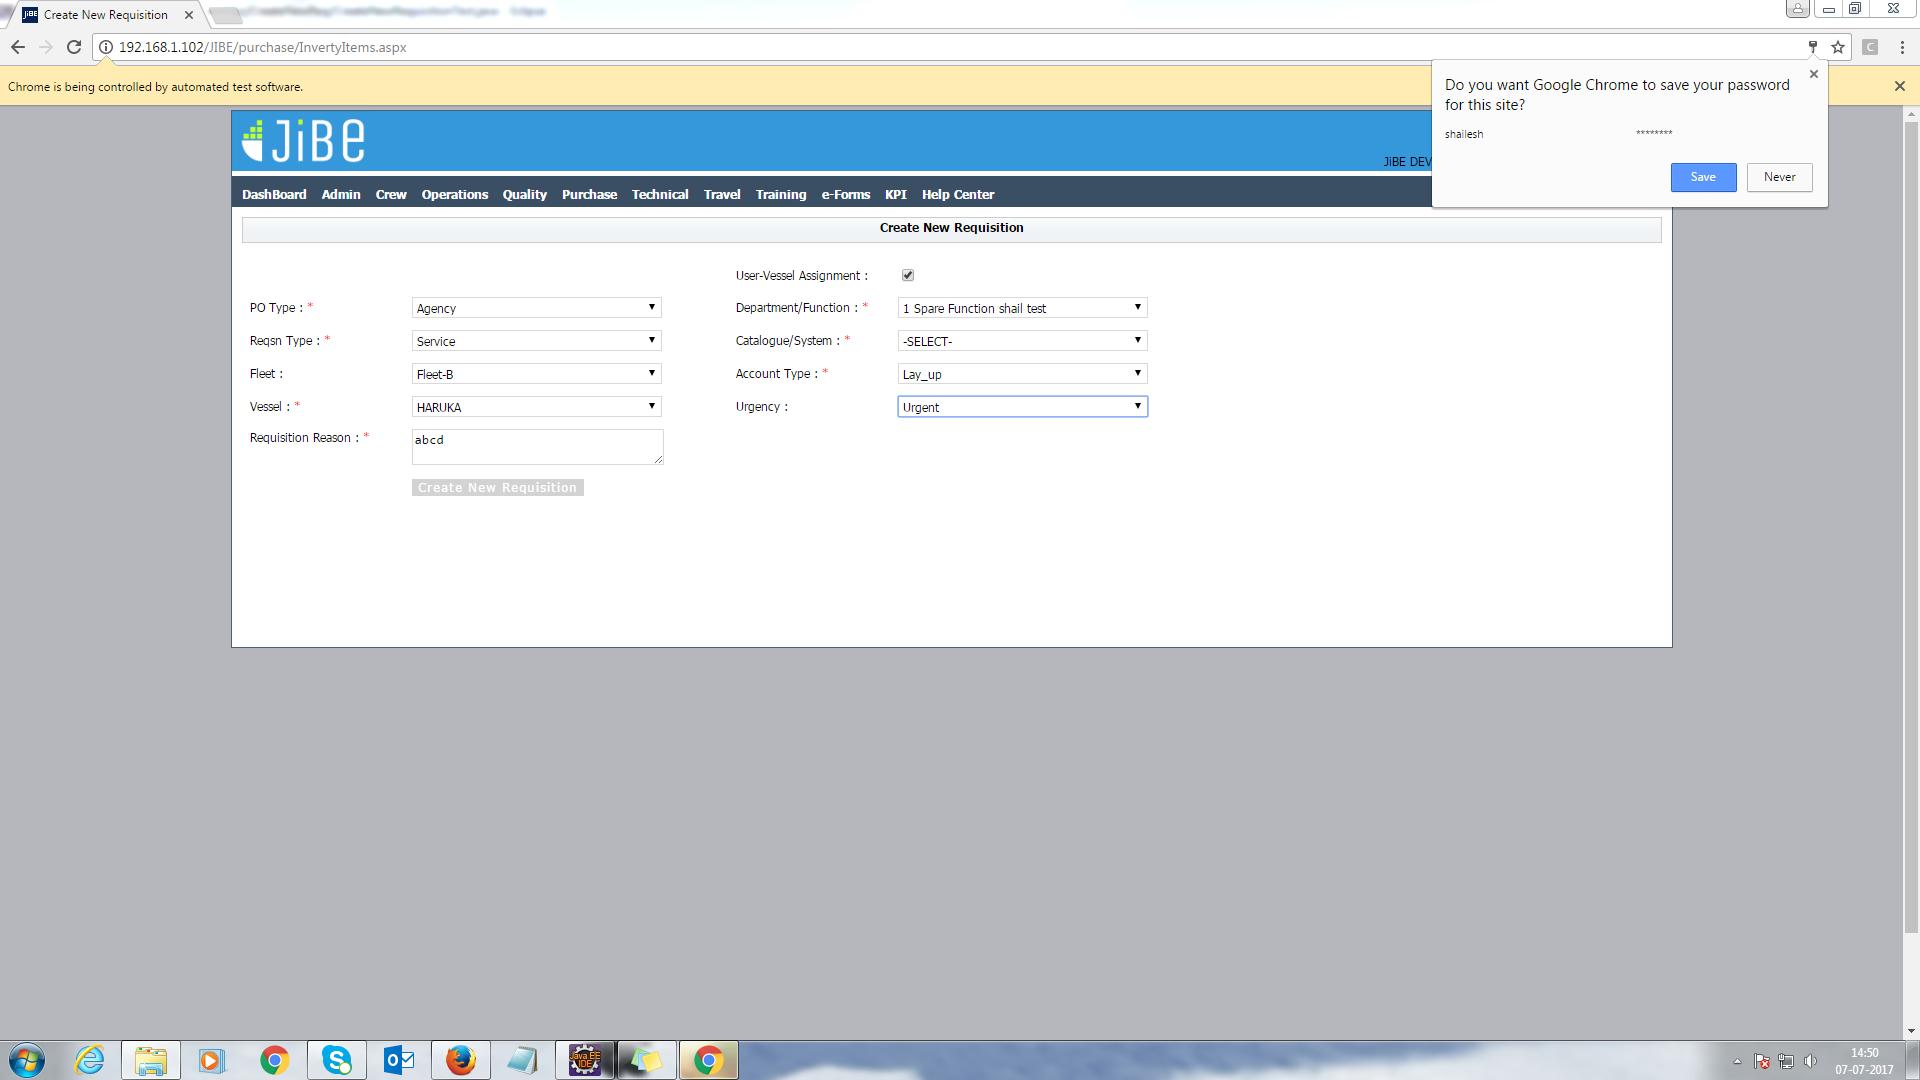 JiBE Create New Requisition
192.168.1.102/JIBE/purchase/InvertyItems.aspx
C
Chrome is being controlled by automated test software.
Do you want Google Chrome to save your password
for this site?
shailesh ********
Save Never
JiBE
JiBE DEV
DashBoard Admin Crew Operations Quality Purchase Technical Travel Training e-Forms KPI Help Center
Create New Requisition
User-Vessel Assignment :
PO Type : * Agency Department/Function : * 1 Spare Function shail test
Reqsn Type : * Service Catalogue/System : * -SELECT-
Fleet : Fleet-B Account Type : * Lay_up
Vessel : * HARUKA Urgency : Urgent
Requisition Reason : * abcd
Create New Requisition
Java EE
IDE
14:50
07-07-2017